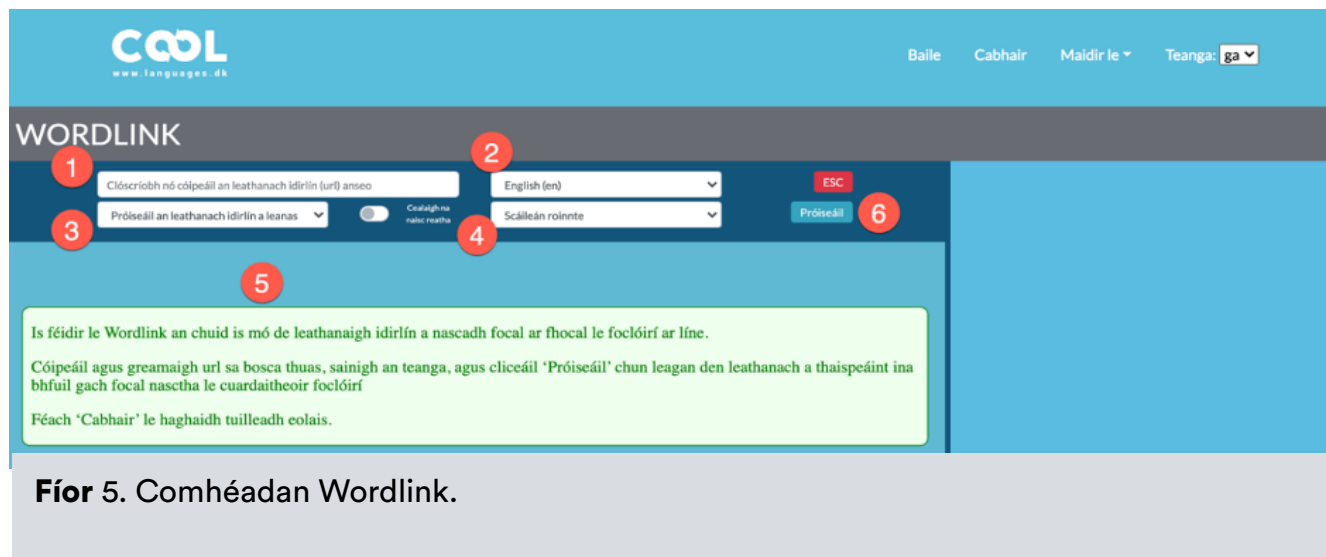 COOL
www.languages.dk
Baile Cabhair Maidir le Teanga: ga
WORDLINK
1
2
Clóscríobh nó cóipeáil an leathanach idirlín (url) anseo
English (en)
ESC
Próiseáil an leathanach idirlín a leanas
Cealaigh na
naisc reatha
Scáileán roinnte
Próiseáil
6
3
4
5
Is féidir le Wordlink an chuid is mó de leathanaigh idirlín a nascadh focal ar fhocal le foclóirí ar líne.
Cóipeáil agus greamaigh url sa bosca thuas, sainigh an teanga, agus cliceáil ‘Próiseáil’ chun leagan den leathanach a thaispeáint ina
bhfuil gach focal nasctha le cuardaitheoir foclóirí
Féach ‘Cabhair’ le haghaidh tuilleadh eolais.
Fíor 5. Comhéadan Wordlink.